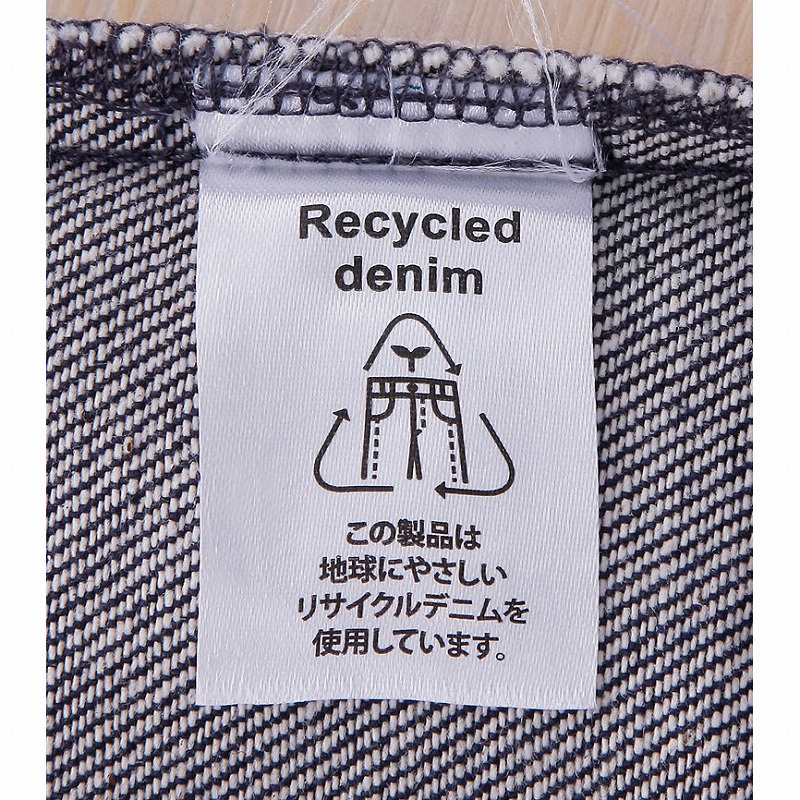 Recycled
denim
この製品は
地球にやさしい
リサイクルデニムを
使用しています。